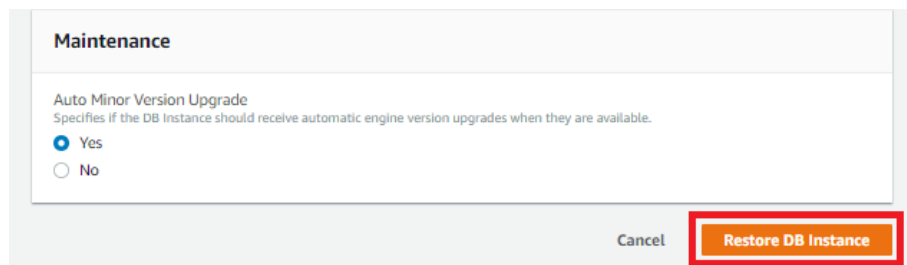 Maintenance
Auto Minor Version Upgrade
Specifies if the DB Instance should receive automatic engine version upgrades when they are available.
Yes
No
Cancel
Restore DB Instance